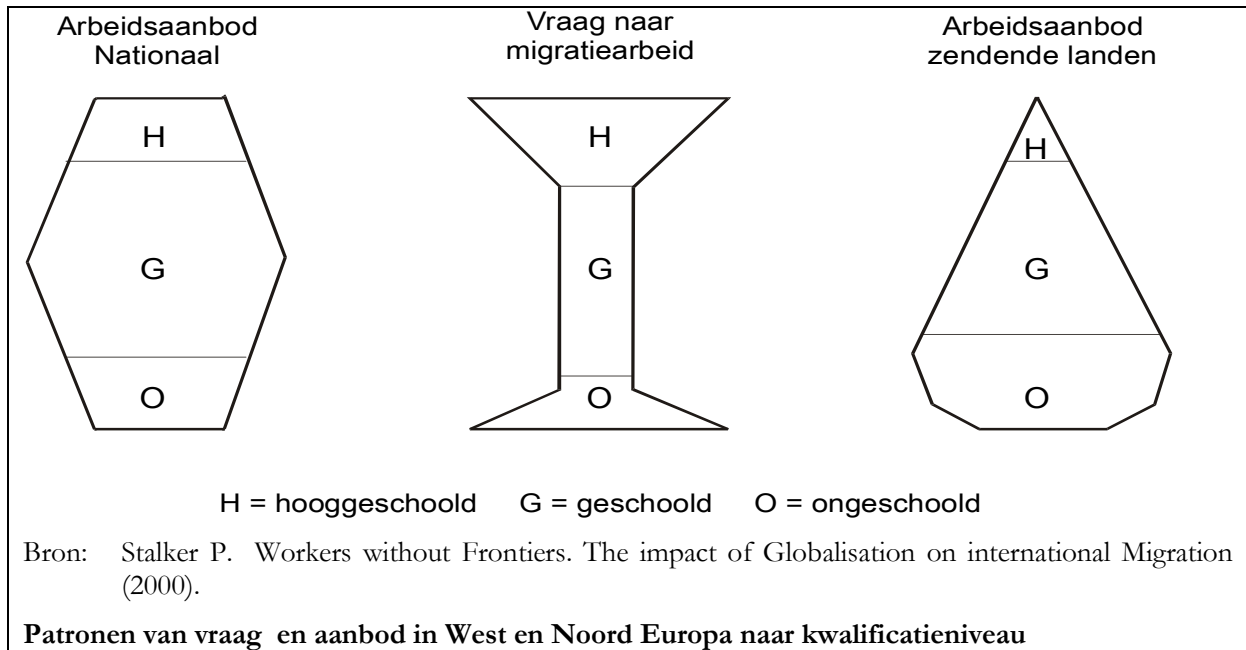 Arbeidsaanbod
Nationaal
Vraag naar
migratiearbeid
Arbeidsaanbod
zendende landen
H
G
O
H
G
O
H
G
O
H = hooggeschoold G = geschoold O = ongeschoold
Bron: Stalker P. Workers without Frontiers. The impact of Globalisation on international Migration
(2000).
Patronen van vraag en aanbod in West en Noord Europa naar kwalificatieniveau